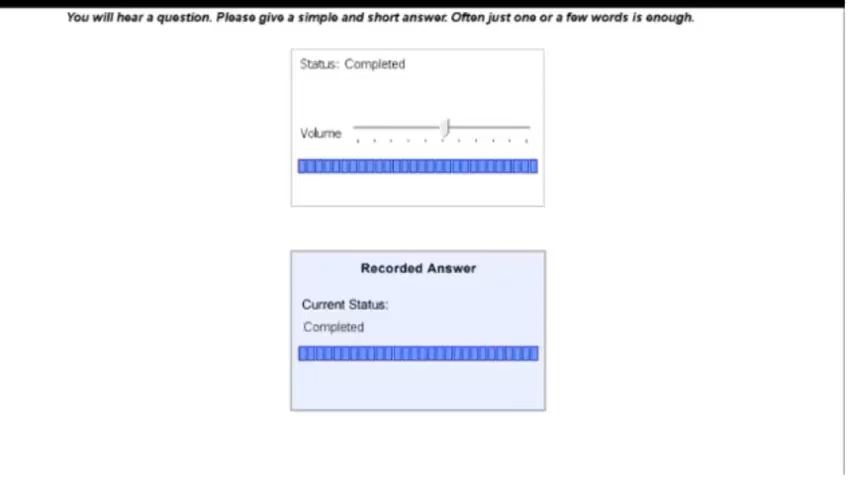 You will hear a question. Please give a simple and short answer. Often just one or a few words is enough.
Status: Completed
Volume
Recorded Answer
Current Status:
Completed